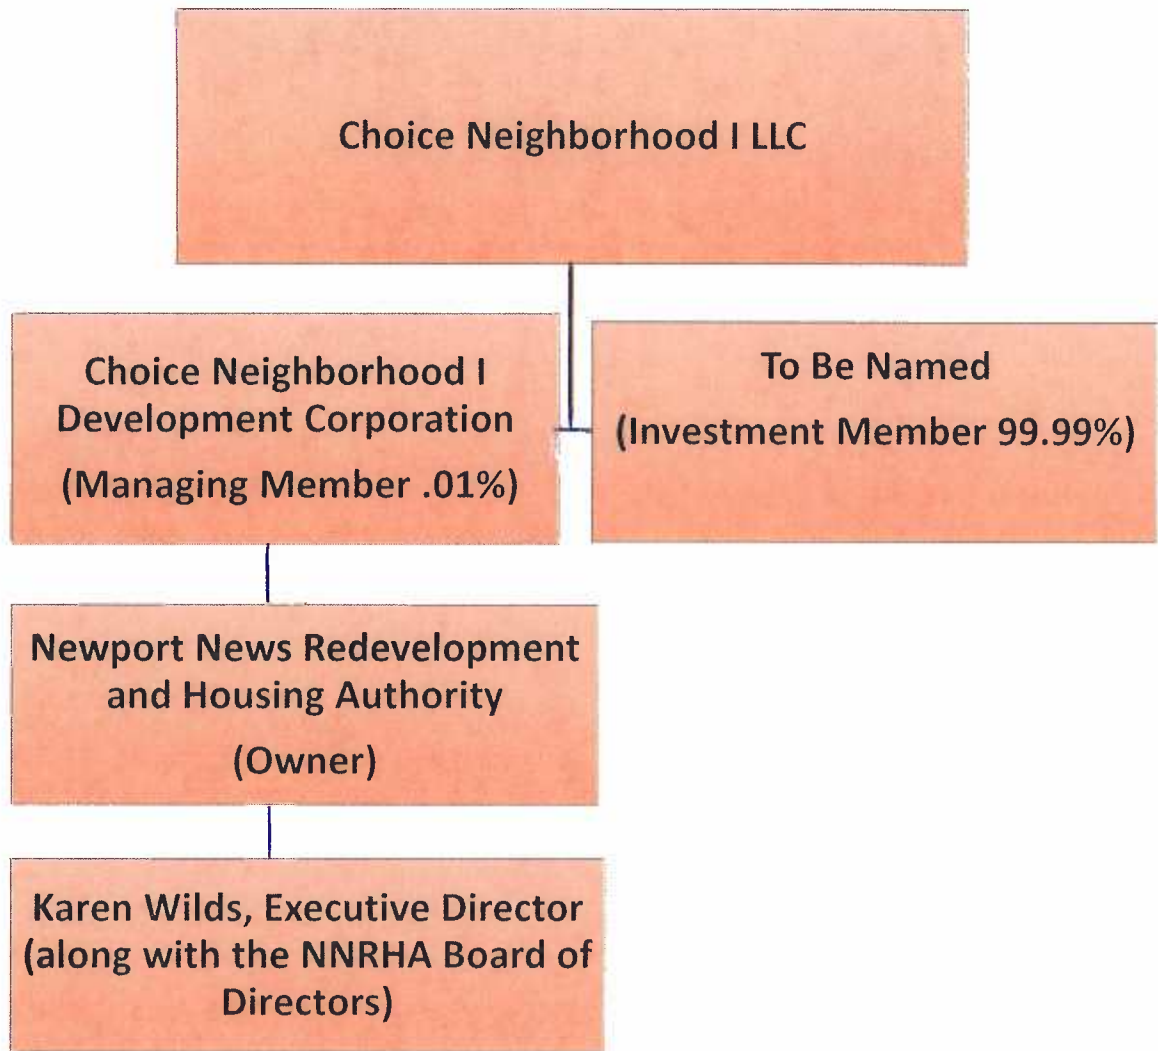 Choice Neighborhood I LLC
Choice Neighborhood I
Development Corporation
(Managing Member .01%)
To Be Named
(Investment Member 99.99%)
Newport News Redevelopment
and Housing Authority
(Owner)
Karen Wilds, Executive Director
(along with the NNRHA Board of
Directors)